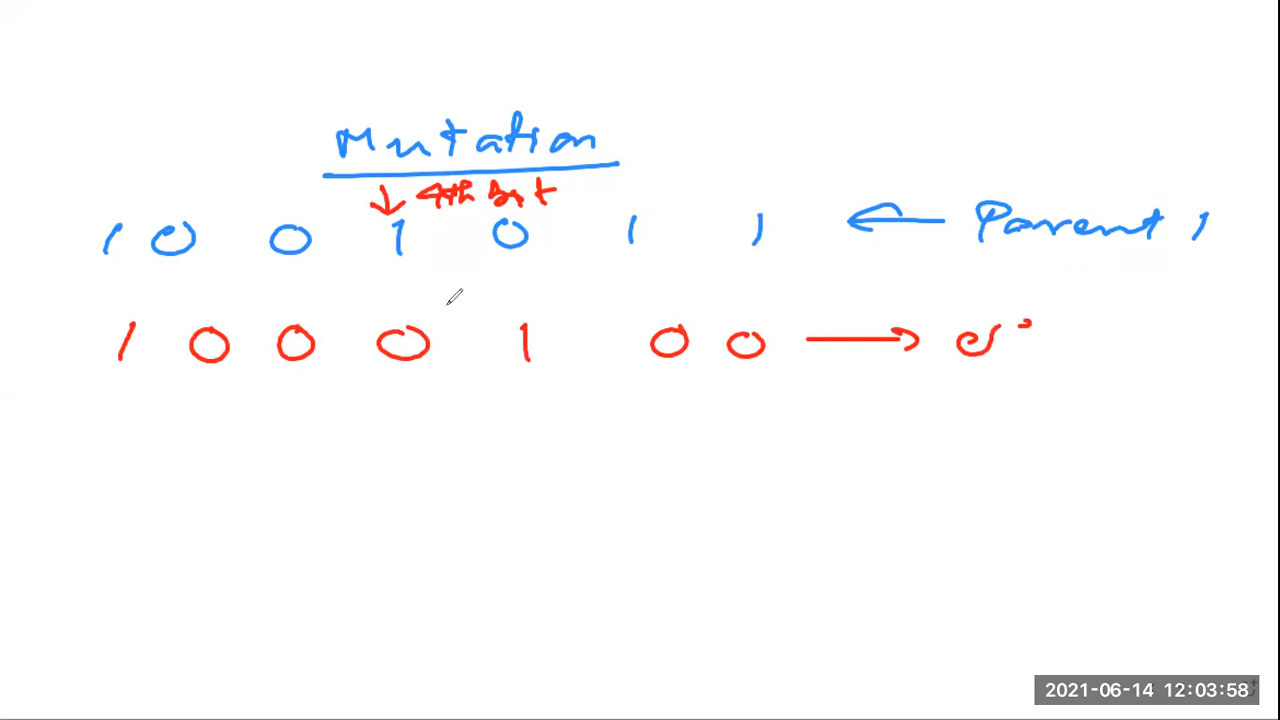 Mutation
↓ 4th bit
1 0 0 1 0 1 1 ← Parent 1
1 0 0 0 1 0 0 →
2021-06-14 12:03:58